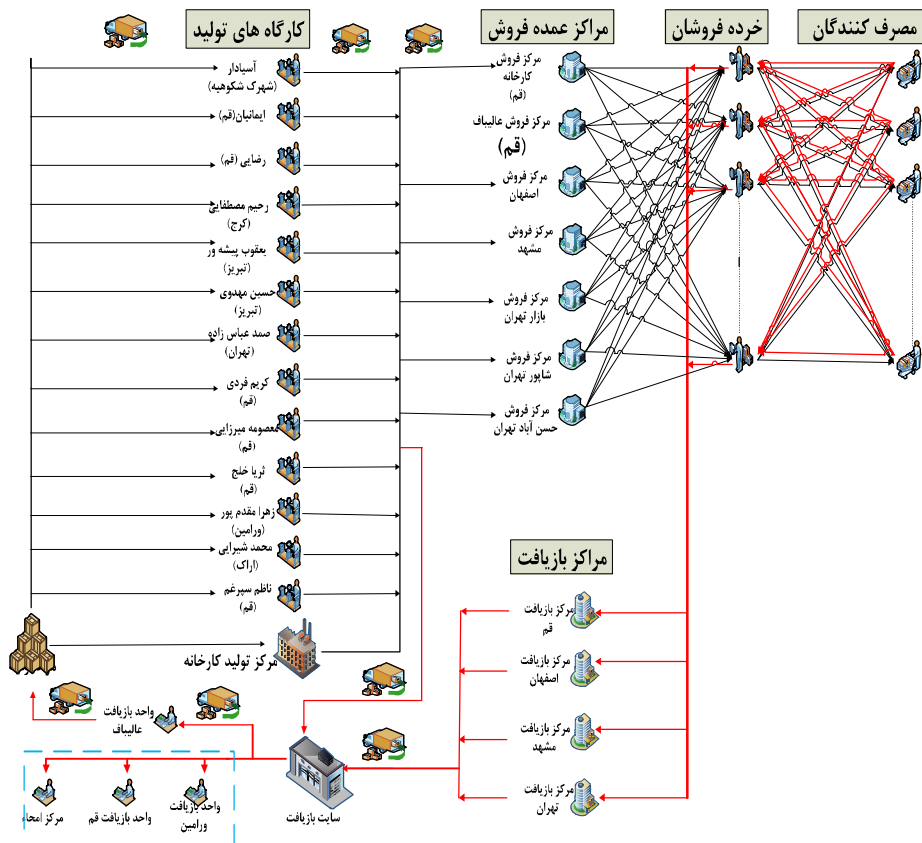 مصرف کنندگان
خرده فروشان
مراکز عمده فروش
کارگاه های تولید
آسیادار
(شهرک شکوهیه)
ایمانیان(قم)
رضایی (قم)
رحیم مصطفایی
(کرج)
یعقوب پیشه ور
(تبریز)
حسین مهدوی
(تبریز)
صمد عباس زاده
(تهران)
کریم فردی
(قم)
معصومه میرزایی
(قم)
ثریا خلج
(قم)
زهرا مقدم پور
(ورامین)
محمد شیرایی
(اراک)
ناظم سپرغم
(قم)
مرکز تولید کارخانه
مرکز فروش
کارخانه
(قم)
مرکز فروش عالیباف
(قم)
مرکز فروش
اصفهان
مرکز فروش
مشهد
مرکز فروش
بازار تهران
مرکز فروش
شاپور تهران
مرکز فروش
حسن آباد تهران
مراکز بازیافت
مرکز بازیافت
قم
مرکز بازیافت
اصفهان
مرکز بازیافت
مشهد
مرکز بازیافت
تهران
سایت بازیافت
واحد بازیافت
عالیباف
واحد بازیافت
ورامین
واحد بازیافت قم
مرکز امحا